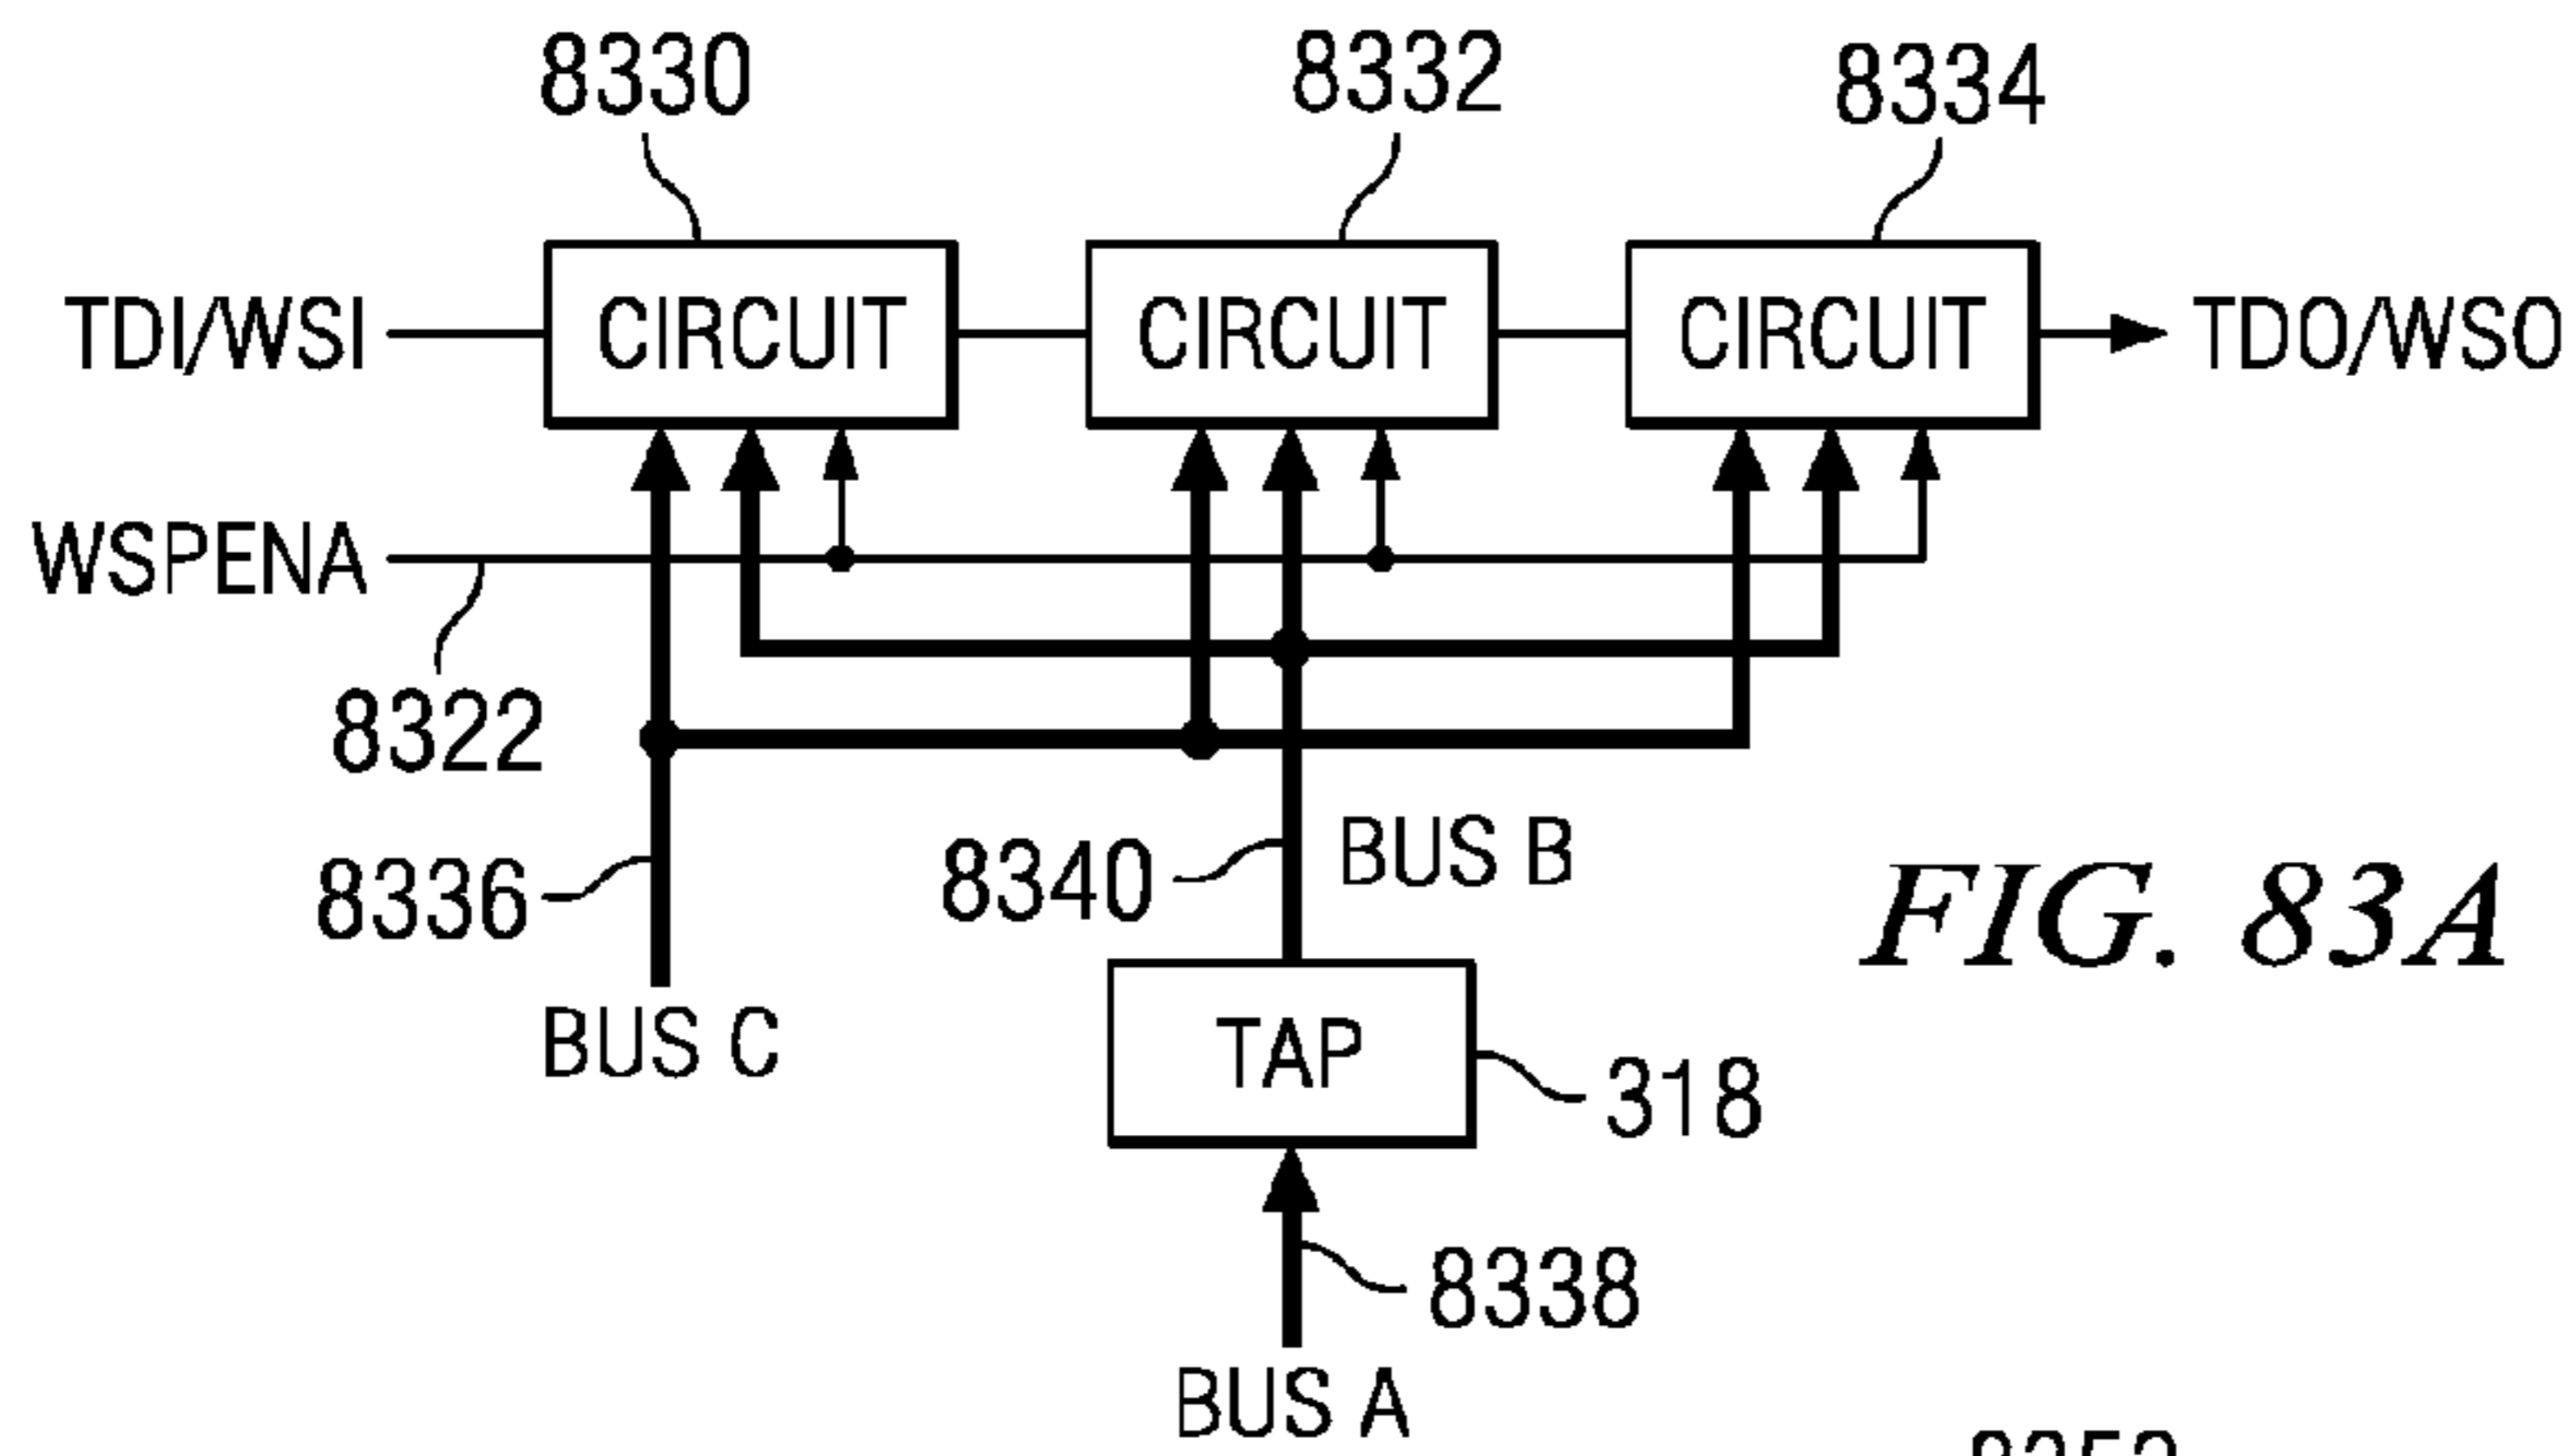 8330
8332
8334
TDI/WSI
CIRCUIT
CIRCUIT
CIRCUIT
TDO/WSO
WSPENA
8322
8336
8340
BUS B
FIG. 83A
BUS C
TAP
318
8338
BUS A